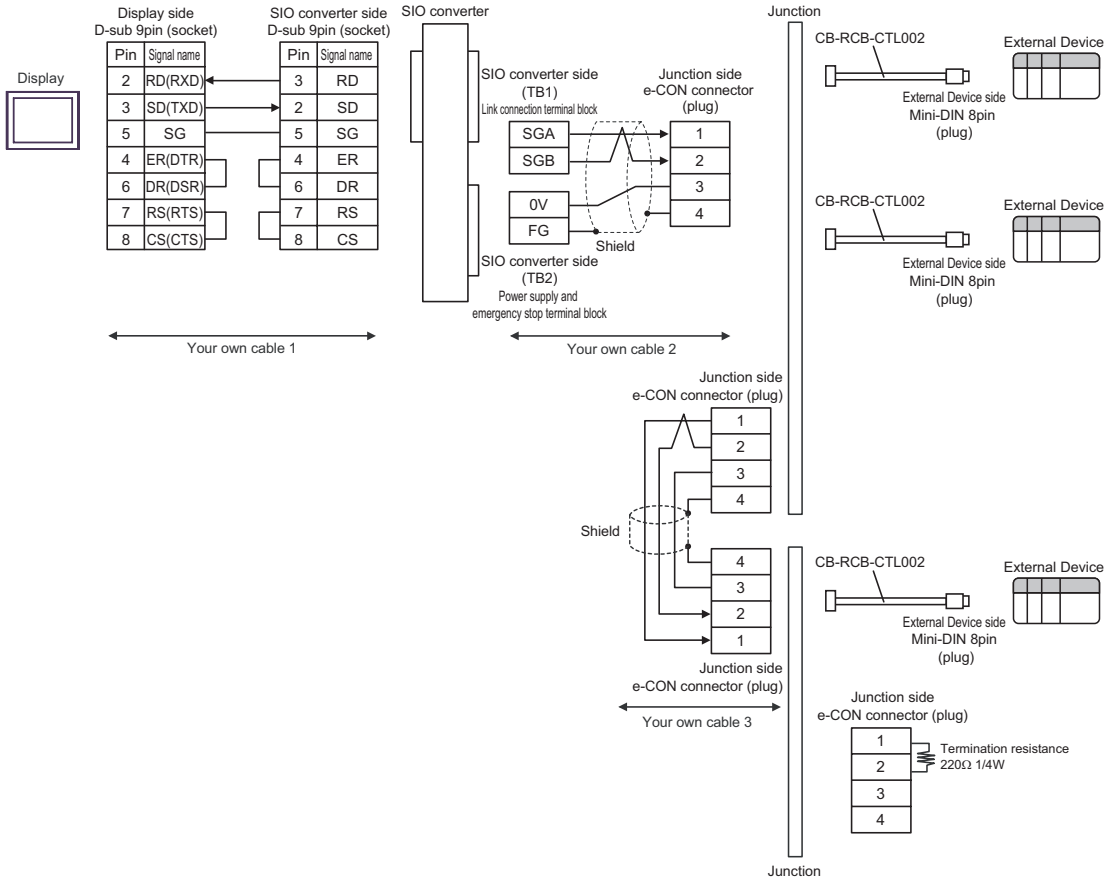 Display
Display side
D-sub 9pin (socket)
Pin Signal name
2 RD(RXD)
3 SD(TXD)
5 SG
4 ER(DTR)
6 DR(DSR)
7 RS(RTS)
8 CS(CTS)
SIO converter side
D-sub 9pin (socket)
Pin Signal name
3 RD
2 SD
5 SG
4 ER
6 DR
7 RS
8 CS
Your own cable 1
SIO converter
SIO converter side
(TB1)
Link connection terminal block
SGA
SGB
0V
FG
Shield
SIO converter side
(TB2)
Power supply and
emergency stop terminal block
Junction side
e-CON connector
(plug)
1
2
3
4
Your own cable 2
Junction
CB-RCB-CTL002
External Device side
Mini-DIN 8pin
(plug)
External Device
CB-RCB-CTL002
External Device side
Mini-DIN 8pin
(plug)
External Device
Junction side
e-CON connector (plug)
1
2
3
4
Shield
4
3
2
1
Junction side
e-CON connector (plug)
Your own cable 3
CB-RCB-CTL002
External Device side
Mini-DIN 8pin
(plug)
External Device
Junction side
e-CON connector (plug)
1
2
3
4
Termination resistance
220Ω 1/4W
Junction